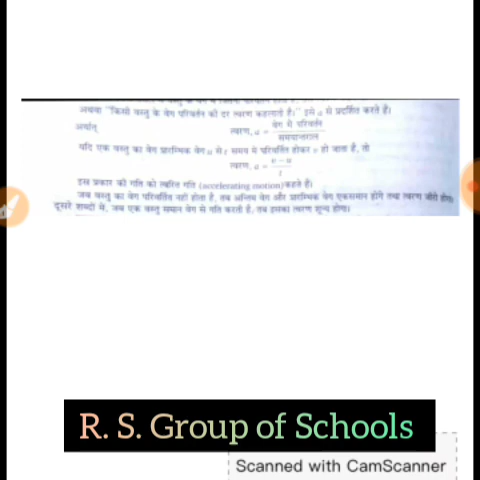 अथवा "किसी वस्तु के वेग परिवर्तन की दर त्वरण कहलाती है।" इसे a से प्रदर्शित करते हैं।
अर्थात्
त्वरण, a = वेग में परिवर्तन / समयान्तराल
यदि एक वस्तु का वेग प्रारम्भिक वेग u से t समय में परिवर्तित होकर v हो जाता है, तो
त्वरण, a = v – u / t
इस प्रकार की गति को त्वरित गति (accelerating motion) कहते हैं।
जब वस्तु का वेग परिवर्तित नहीं होता है, तब अन्तिम वेग और प्रारम्भिक वेग एकसमान होंगे तथा त्वरण जीरो होगा।
दूसरे शब्दों में, जब एक वस्तु समान वेग से गति करती है, तब इसका त्वरण शून्य होगा।
R. S. Group of Schools
Scanned with CamScanner